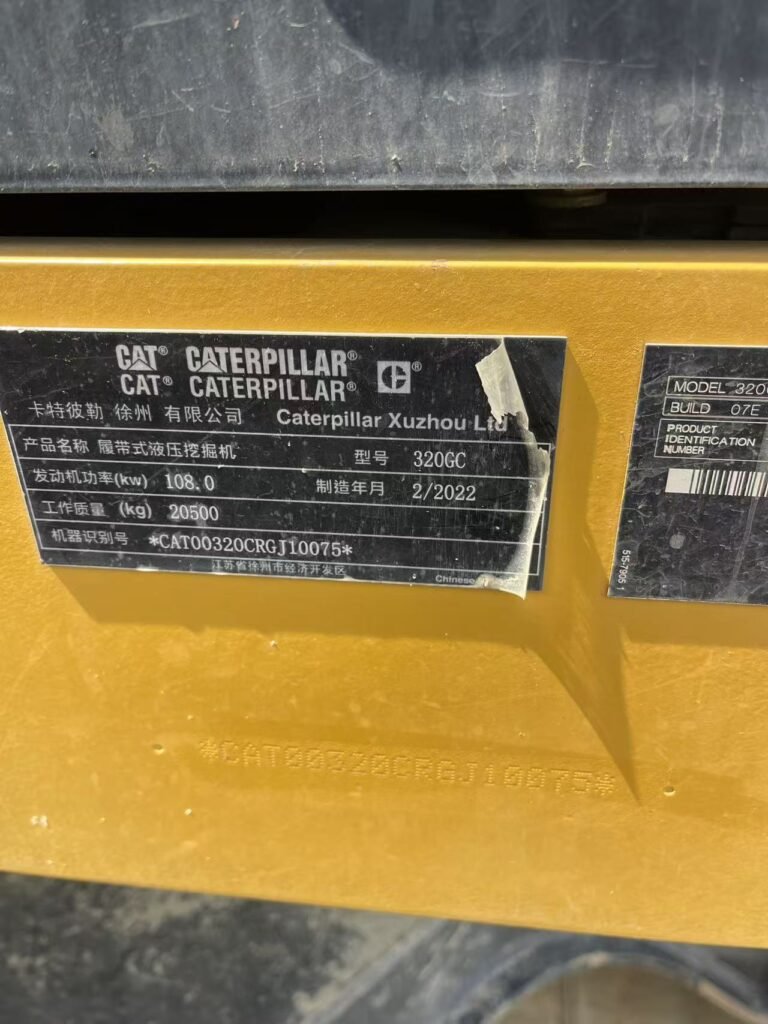 CAT® CATERPILLAR®
CAT® CATERPILLAR®
卡特彼勒 徐州 有限公司 Caterpillar Xuzhou Ltd
产品名称 履带式液压挖掘机 型号 320GC
发动机功率(kw) 108.0 制造年月 2/2022
工作质量 (kg) 20500
机器识别号 *CAT00320CRGJ10075*
江苏省徐州市经济开发区
Chinese
MODEL 320
BUILD 07E
PRODUCT
IDENTIFICATION
NUMBER
515-7905 1
*CAT00320CRGJ10075*